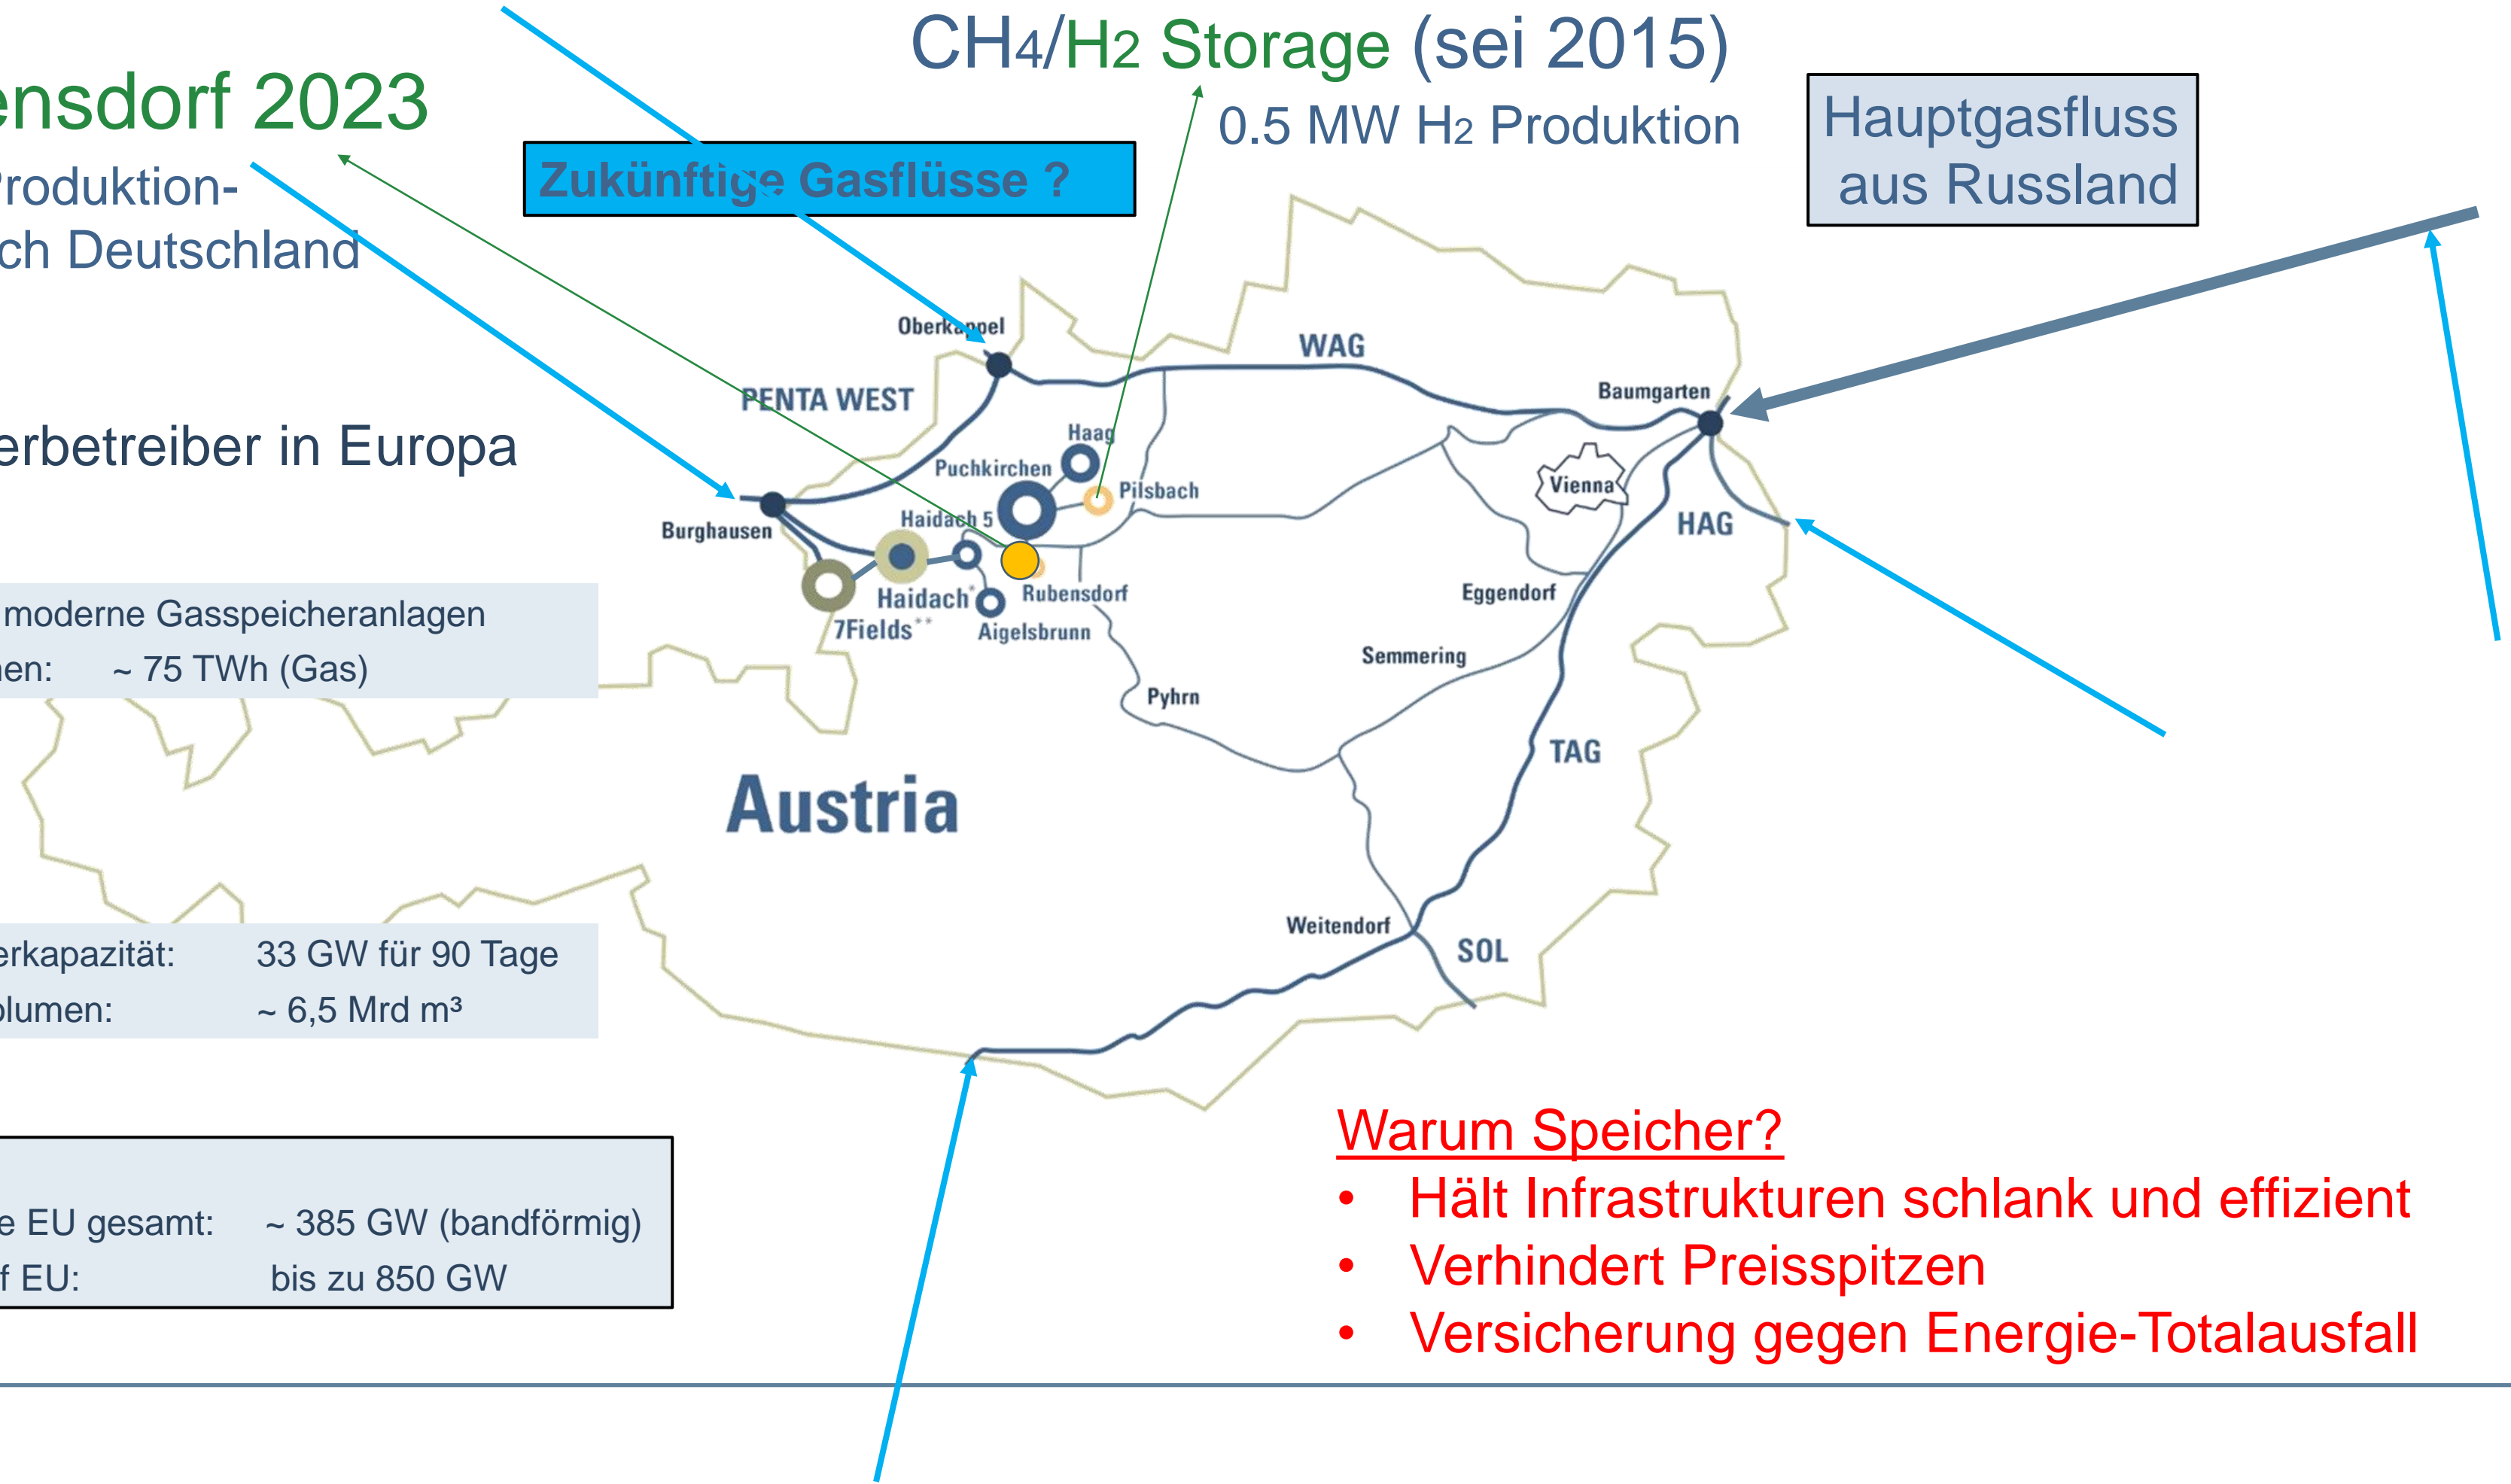 CH4/H2 Storage (sei 2015)
0.5 MW H2 Produktion
ensdorf 2023
Produktion-
ch Deutschland
Zukünftige Gasflüsse ?
Hauptgasfluss
aus Russland
erbetreiber in Europa
moderne Gasspeicheranlagen
nen: ~ 75 TWh (Gas)
erkapazität: 33 GW für 90 Tage
olumen: ~ 6,5 Mrd m³
e EU gesamt: ~ 385 GW (bandförmig)
f EU: bis zu 850 GW
Oberkappel
WAG
PENTA WEST
Baumgarten
Haag
Puchkirchen
Pilsbach
Vienna
Haidach 5
HAG
Burghausen
Haidach*
Rubensdorf
Eggendorf
7Fields**
Aigelsbrunn
Semmering
Pyhrn
TAG
Austria
Weitendorf
SOL
Warum Speicher?
• Hält Infrastrukturen schlank und effizient
• Verhindert Preisspitzen
• Versicherung gegen Energie-Totalausfall